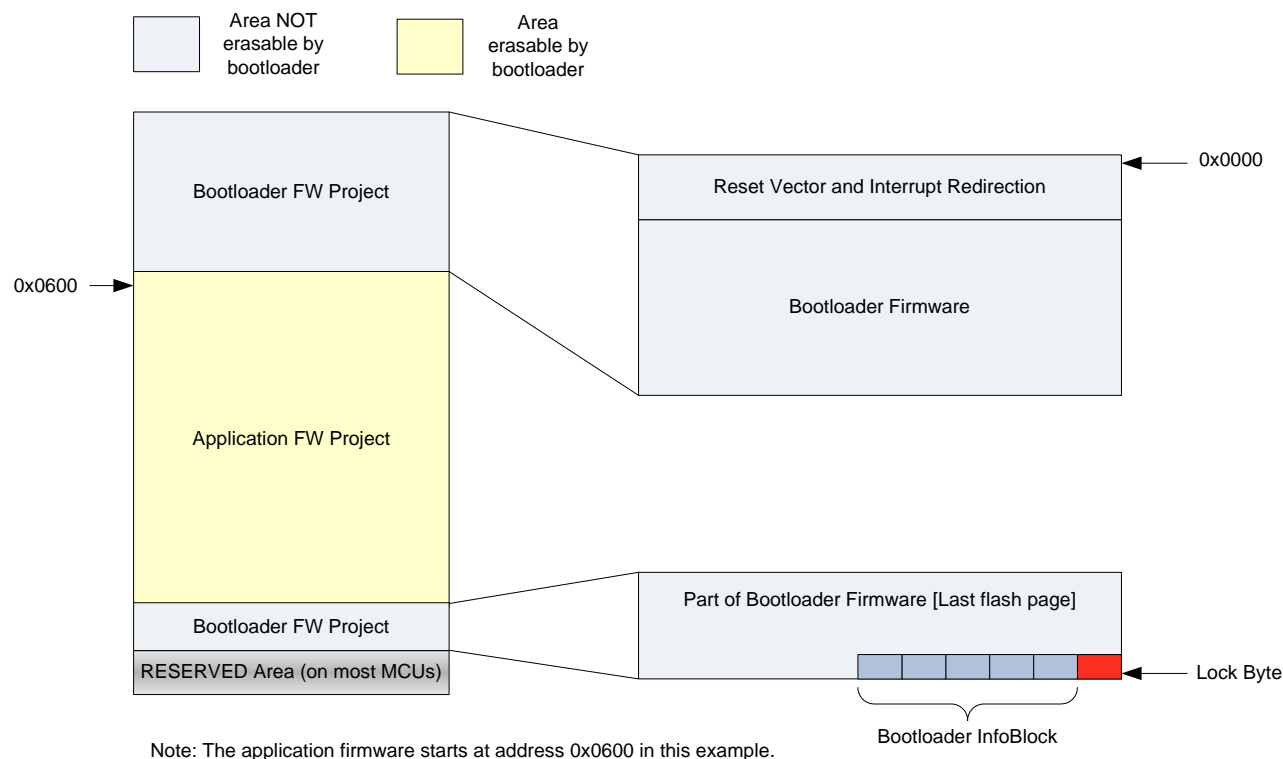 Area NOT
erasable by
bootloader
Area
erasable by
bootloader
Bootloader FW Project
0x0600
Application FW Project
Bootloader FW Project
RESERVED Area (on most MCUs)
0x0000
Reset Vector and Interrupt Redirection
Bootloader Firmware
Part of Bootloader Firmware [Last flash page]
Lock Byte
Bootloader InfoBlock
Note: The application firmware starts at address 0x0600 in this example.